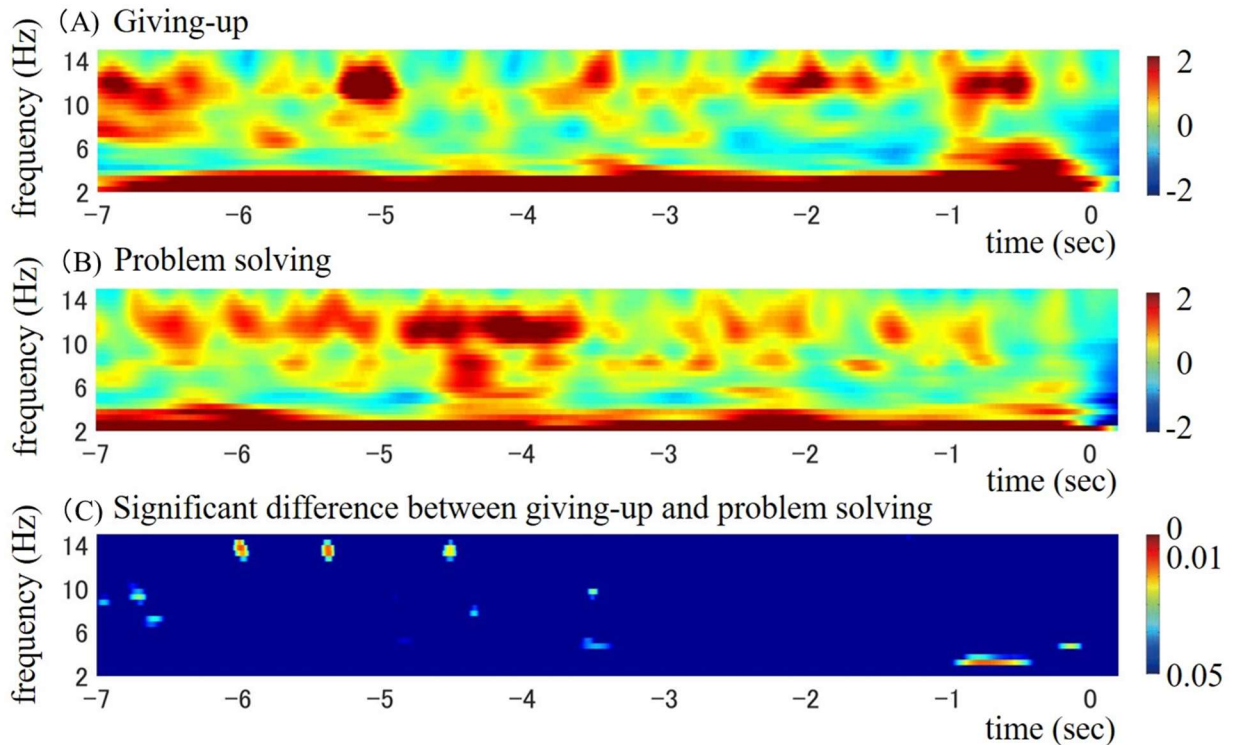 （A） Giving-up
frequency (Hz)
14
10
6
2
-7 -6 -5 -4 -3 -2 -1 0
time (sec)
2
0
-2
（B） Problem solving
frequency (Hz)
14
10
6
2
-7 -6 -5 -4 -3 -2 -1 0
time (sec)
2
0
-2
（C） Significant difference between giving-up and problem solving
frequency (Hz)
14
10
6
2
-7 -6 -5 -4 -3 -2 -1 0
time (sec)
0
0.01
0.05